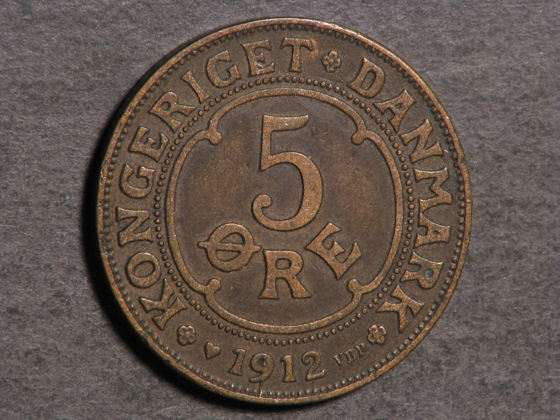 KONGERIGET DANMARK
5
ØRE
1912 VBP